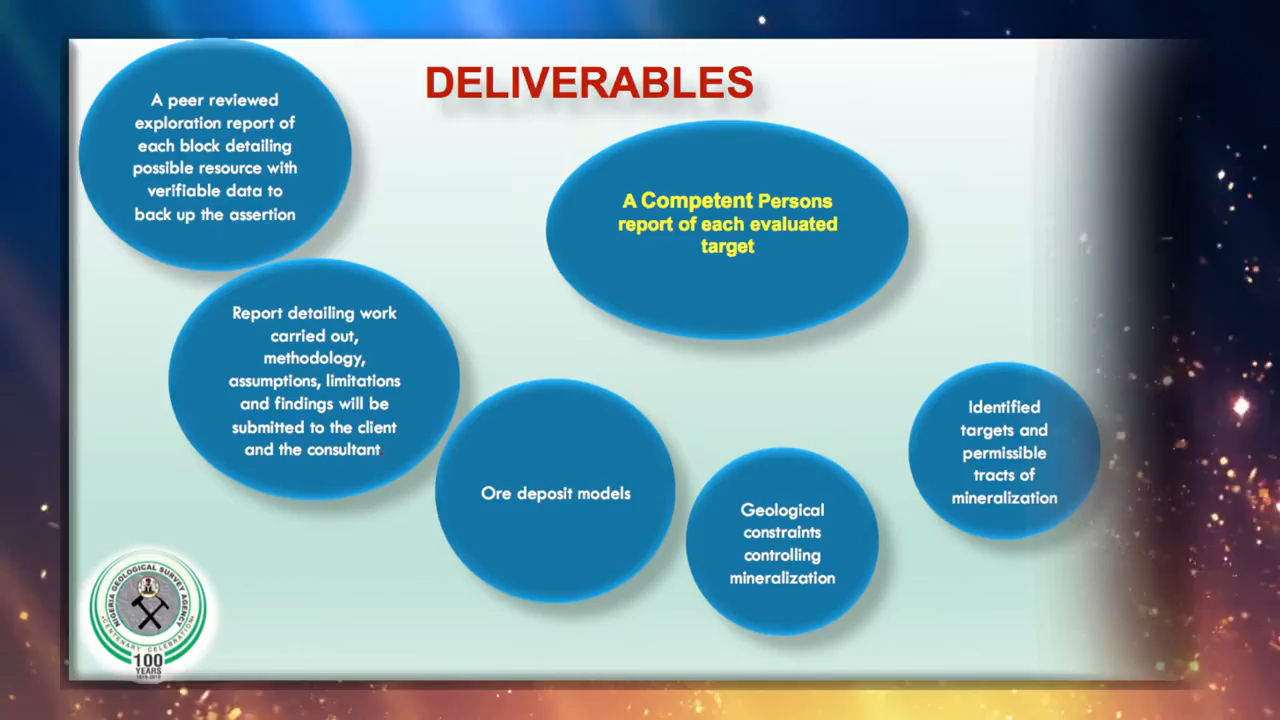 DELIVERABLES
A peer reviewed
exploration report of
each block detailing
possible resource with
verifiable data to
back up the assertion
A Competent Persons
report of each evaluated
target
Report detailing work
carried out,
methodology,
assumptions, limitations
and findings will be
submitted to the client
and the consultant.
Ore deposit models
Geological
constraints
controlling
mineralization
Identified
targets and
permissible
tracts of
mineralization
NIGERIA GEOLOGICAL SURVEY AGENCY
CENTENARY CELEBRATION
100
YEARS